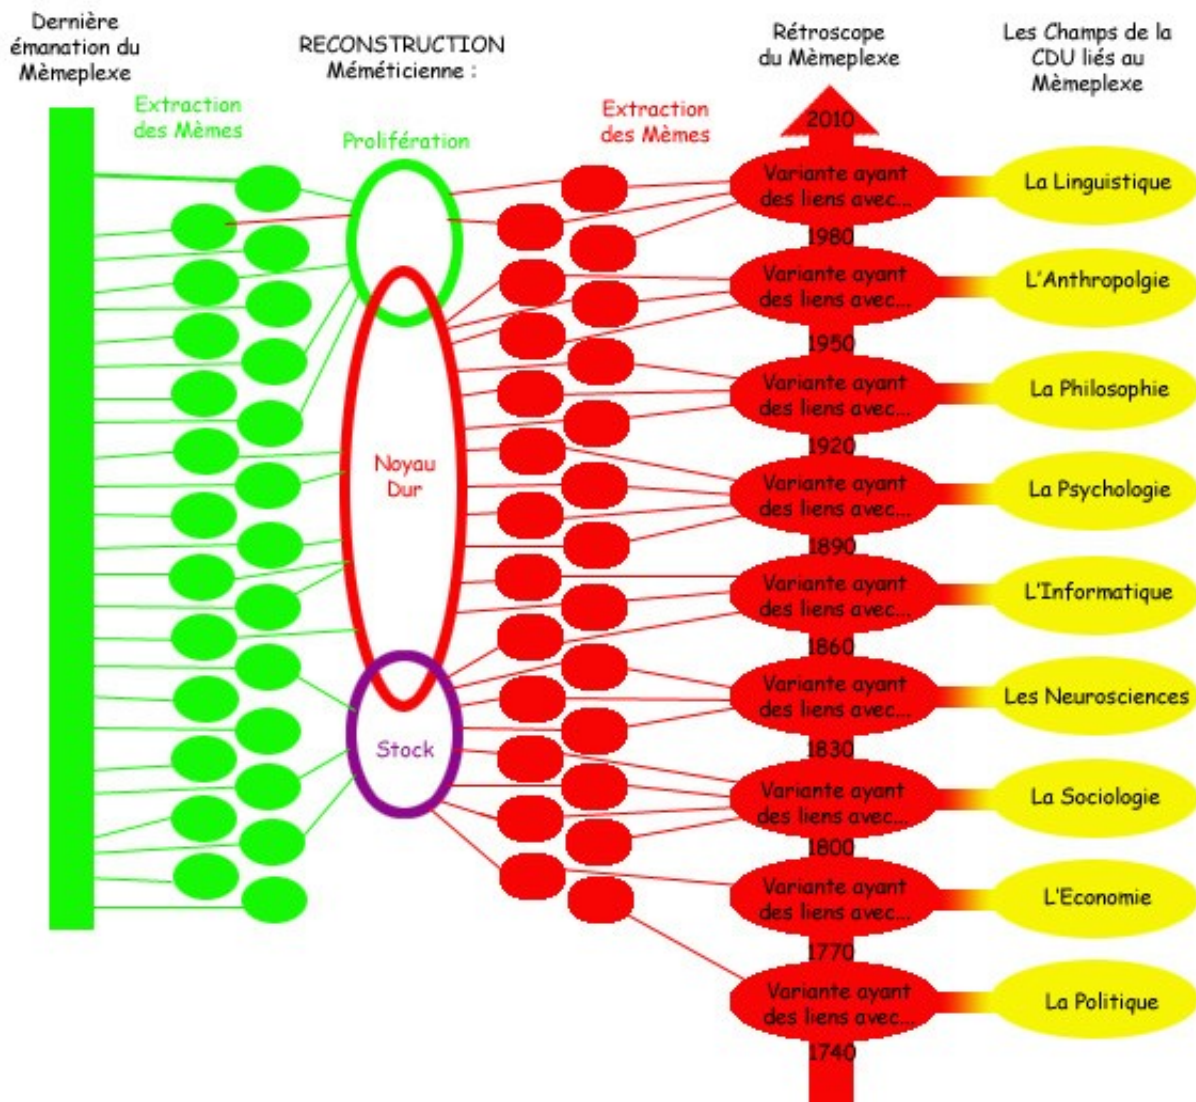 Dernière
émanation du
Mèmeplexe
RECONSTRUCTION
Méméticienne :
Rétroscope
du Mèmeplexe
Les Champs de la
CDU liés au
Mèmeplexe
Extraction
des Mèmes
Prolifération
Extraction
des Mèmes
Noyau
Dur
Stock
2010
Variante ayant
des liens avec...
La Linguistique
1980
Variante ayant
des liens avec...
L'Anthropolgie
1950
Variante ayant
des liens avec...
La Philosophie
1920
Variante ayant
des liens avec...
La Psychologie
1890
Variante ayant
des liens avec...
L'Informatique
1860
Variante ayant
des liens avec...
Les Neurosciences
1830
Variante ayant
des liens avec...
La Sociologie
1800
Variante ayant
des liens avec...
L'Economie
1770
Variante ayant
des liens avec...
La Politique
1740